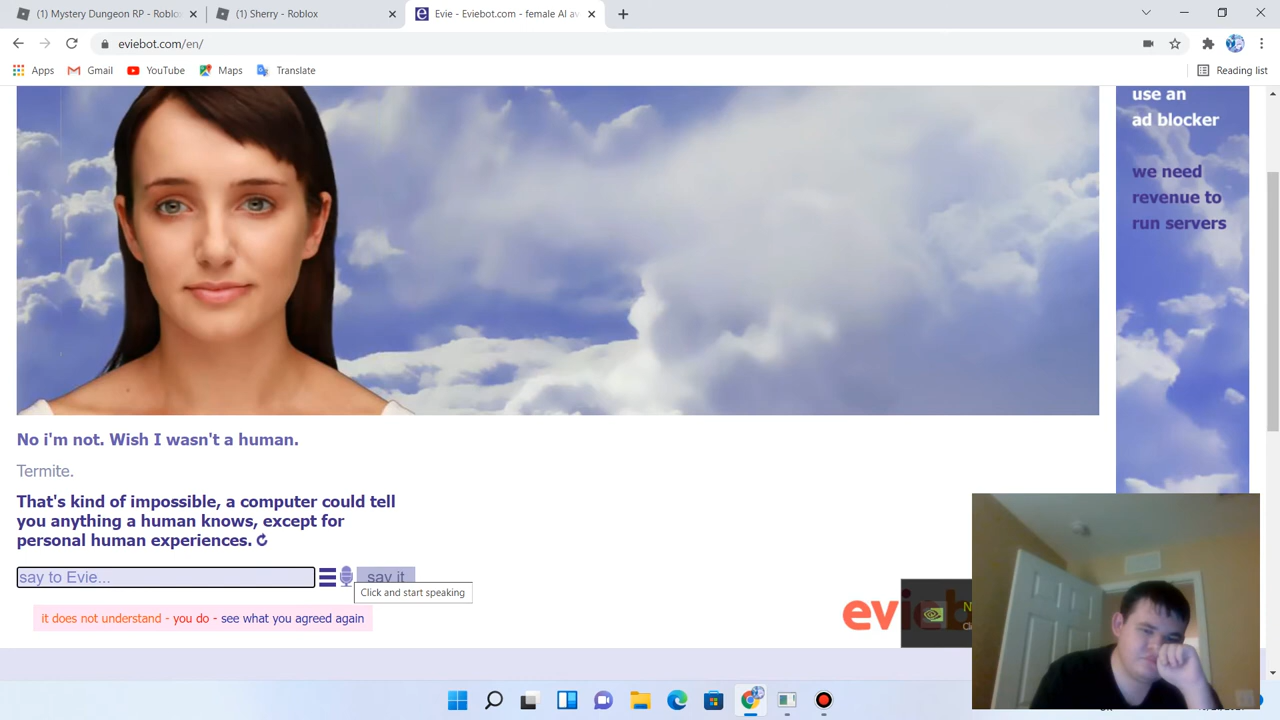 (1) Mystery Dungeon RP - Roblox
(1) Sherry - Roblox
Evie - Eviebot.com - female AI av
eviebot.com/en/
Apps
Gmail
YouTube
Maps
Translate
Reading list
use an
ad blocker
we need
revenue to
run servers
No i'm not. Wish I wasn't a human.
Termite.
That's kind of impossible, a computer could tell
you anything a human knows, except for
personal human experiences.
say to Evie...
say it
Click and start speaking
it does not understand - you do - see what you agreed again